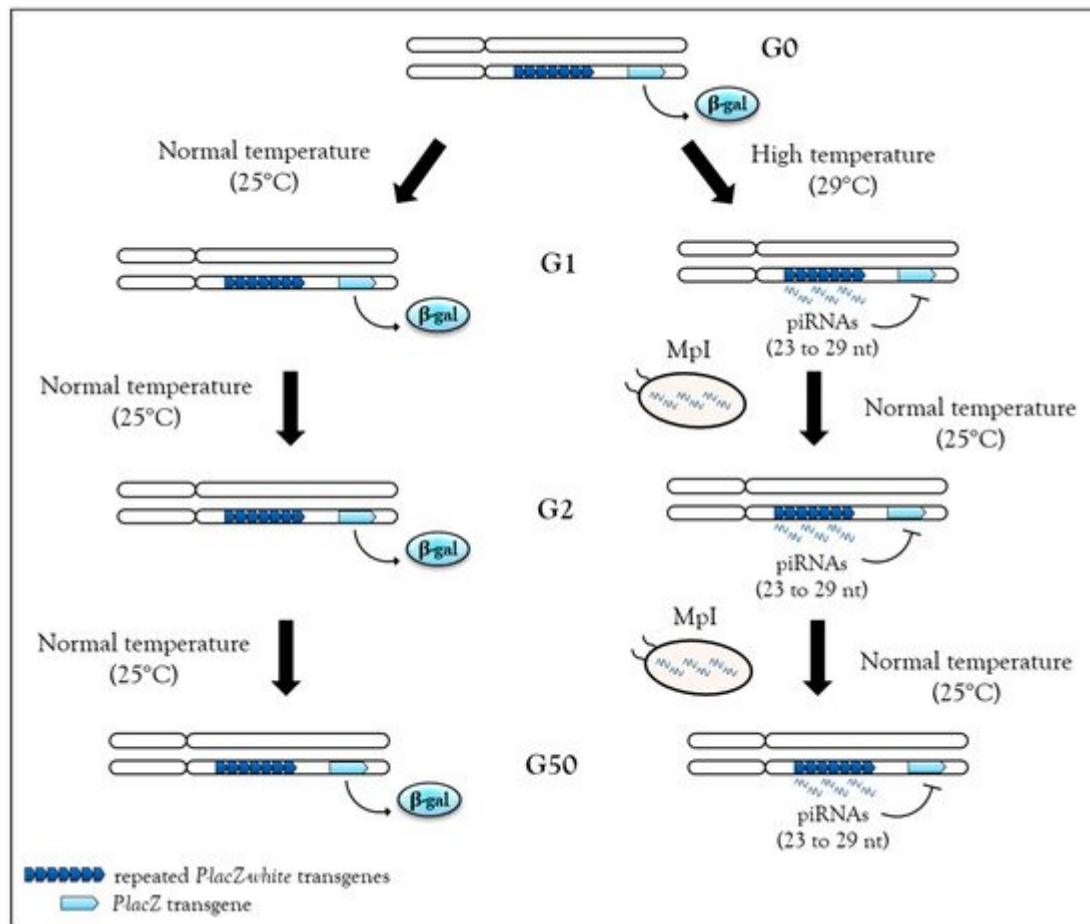 G0
β-gal
Normal temperature
(25°C)
High temperature
(29°C)
G1
β-gal
piRNAs
(23 to 29 nt)
MpI
Normal temperature
(25°C)
Normal temperature
(25°C)
G2
β-gal
piRNAs
(23 to 29 nt)
MpI
Normal temperature
(25°C)
Normal temperature
(25°C)
G50
β-gal
piRNAs
(23 to 29 nt)
repeated PlacZ-white transgenes
PlacZ transgene